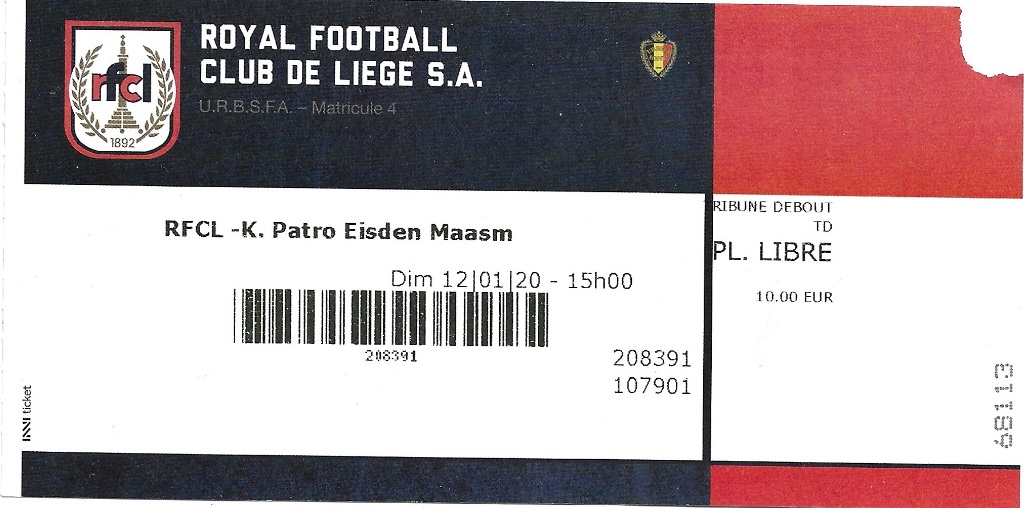 rfcl
1892
ROYAL FOOTBALL
CLUB DE LIEGE S.A.
U.R.B.S.F.A. – Matricule 4
RFCL -K. Patro Eisden Maasm
Dim 12|01|20 - 15h00
208391
208391
107901
INNI ticket
RIBUNE DEBOUT
TD
PL. LIBRE
10.00 EUR
68113